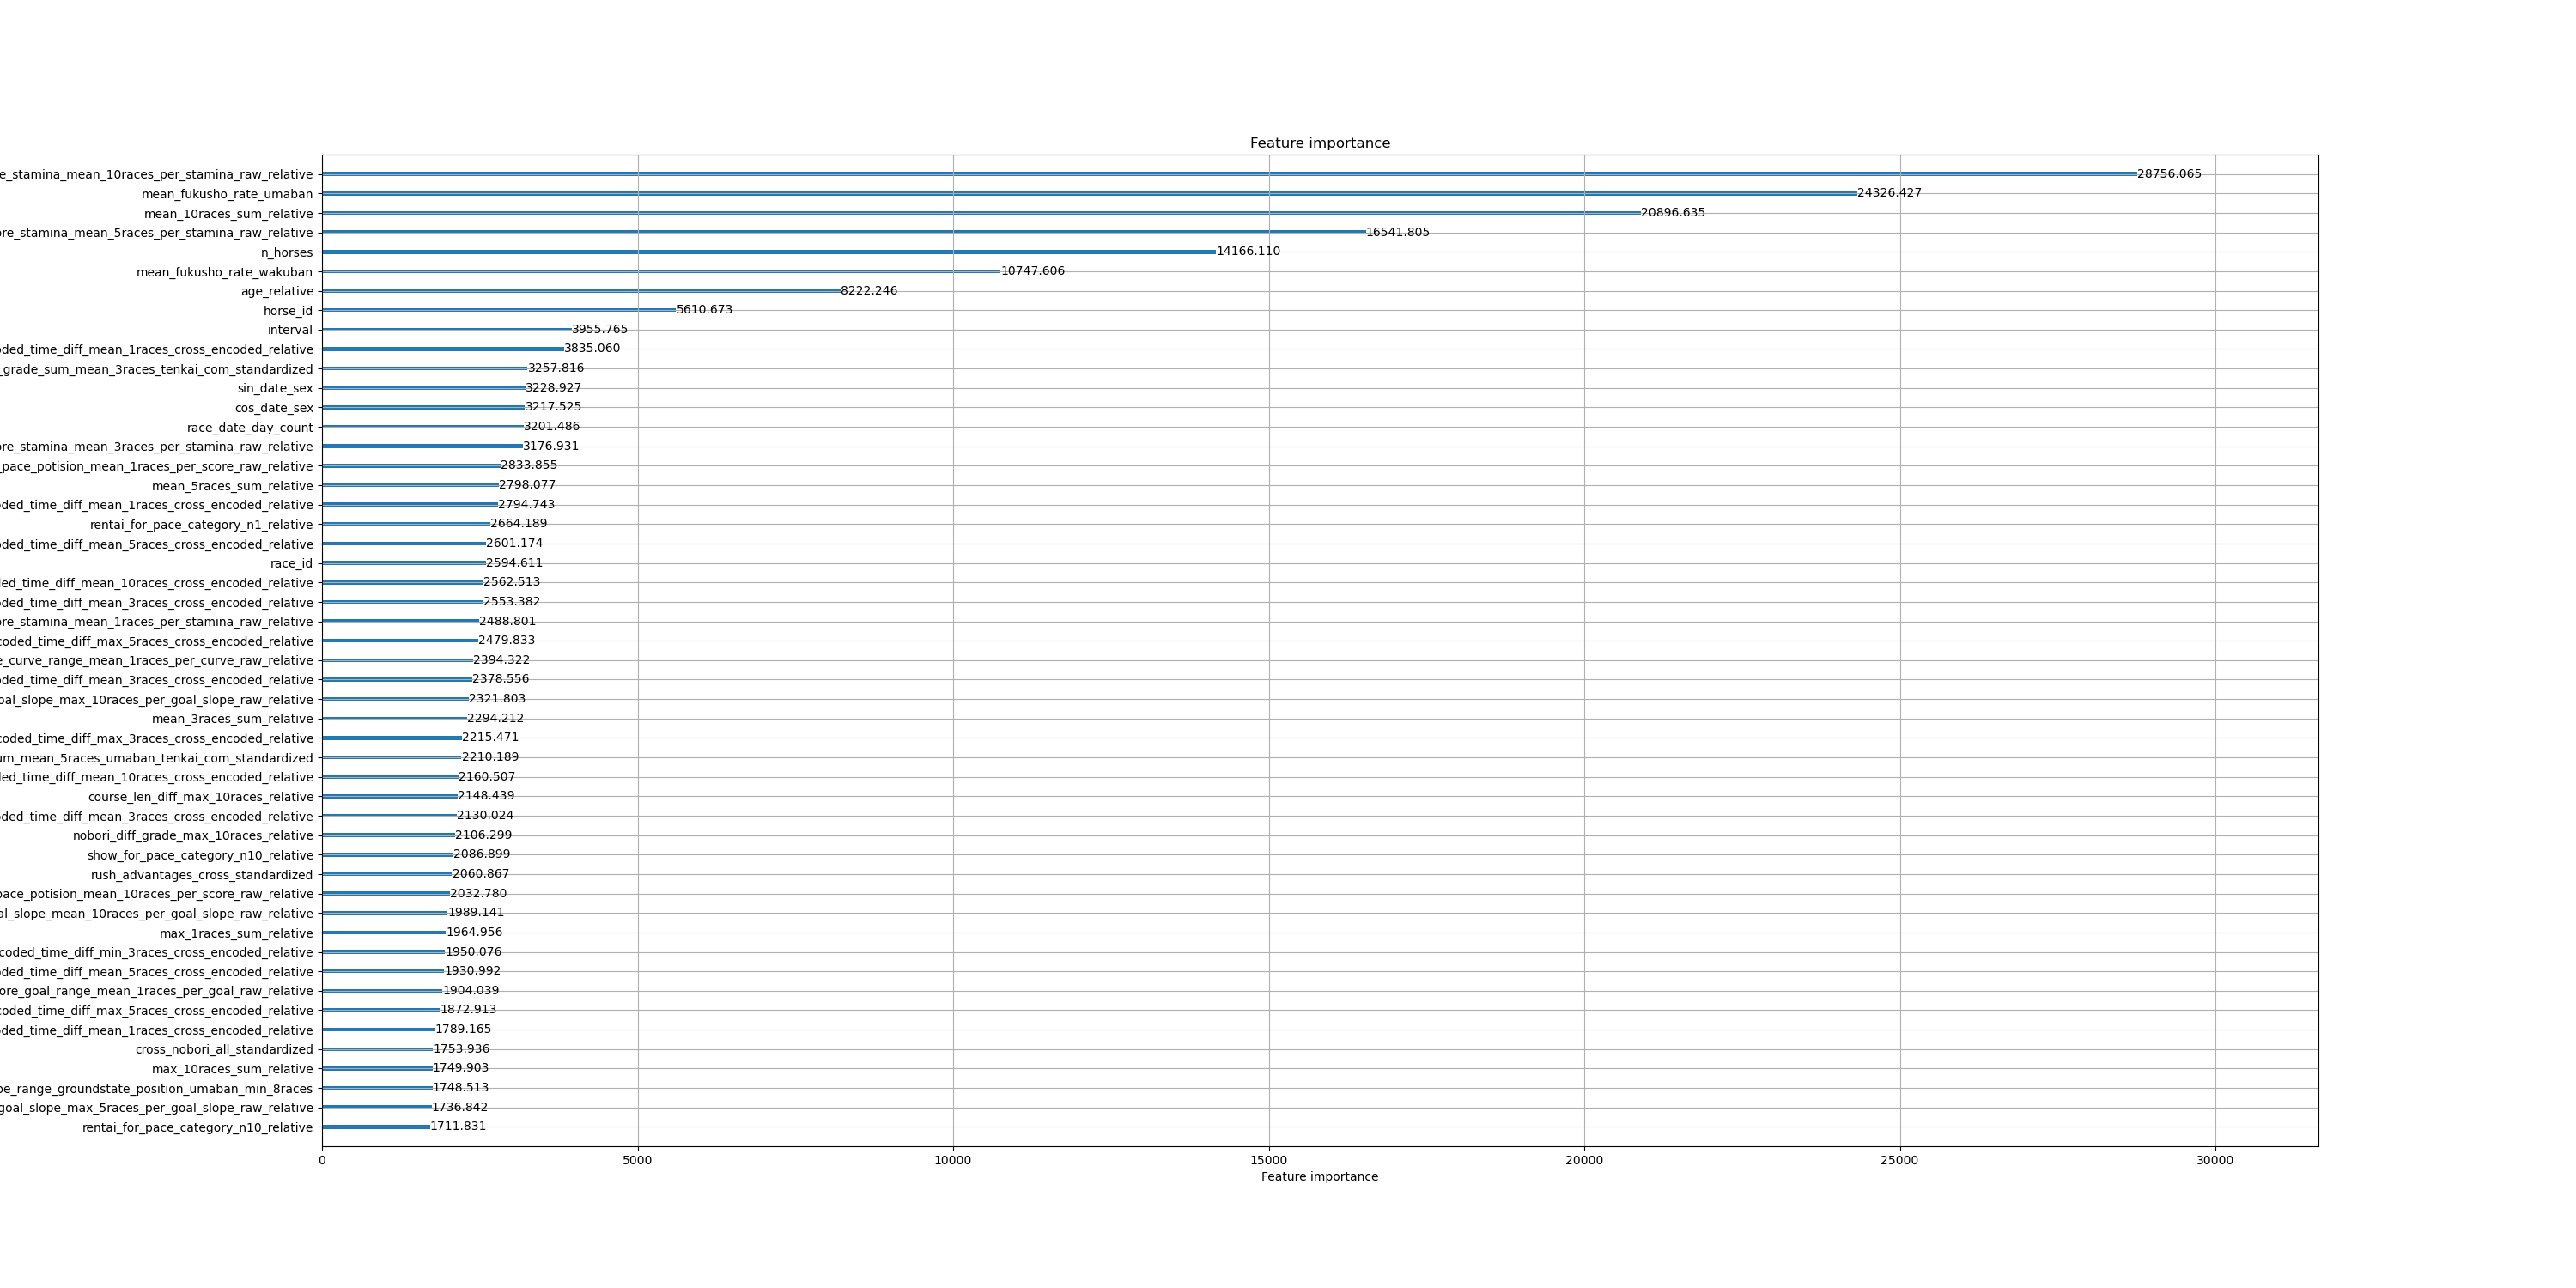 Feature importance
e_stamina_mean_10races_per_stamina_raw_relative 28756.065
mean_fukusho_rate_umaban 24326.427
mean_10races_sum_relative 20896.635
ore_stamina_mean_5races_per_stamina_raw_relative 16541.805
n_horses 14166.110
mean_fukusho_rate_wakuban 10747.606
age_relative 8222.246
horse_id 5610.673
interval 3955.765
oded_time_diff_mean_1races_cross_encoded_relative 3835.060
_grade_sum_mean_3races_tenkai_com_standardized 3257.816
sin_date_sex 3228.927
cos_date_sex 3217.525
race_date_day_count 3201.486
ore_stamina_mean_3races_per_stamina_raw_relative 3176.931
_pace_potision_mean_1races_per_score_raw_relative 2833.855
mean_5races_sum_relative 2798.077
oded_time_diff_mean_1races_cross_encoded_relative 2794.743
rentai_for_pace_category_n1_relative 2664.189
oded_time_diff_mean_5races_cross_encoded_relative 2601.174
race_id 2594.611
ded_time_diff_mean_10races_cross_encoded_relative 2562.513
oded_time_diff_mean_3races_cross_encoded_relative 2553.382
ore_stamina_mean_1races_per_stamina_raw_relative 2488.801
coded_time_diff_max_5races_cross_encoded_relative 2479.833
e_curve_range_mean_1races_per_curve_raw_relative 2394.322
oded_time_diff_mean_3races_cross_encoded_relative 2378.556
oal_slope_max_10races_per_goal_slope_raw_relative 2321.803
mean_3races_sum_relative 2294.212
coded_time_diff_max_3races_cross_encoded_relative 2215.471
um_mean_5races_umaban_tenkai_com_standardized 2210.189
ded_time_diff_mean_10races_cross_encoded_relative 2160.507
course_len_diff_max_10races_relative 2148.439
oded_time_diff_mean_3races_cross_encoded_relative 2130.024
nobori_diff_grade_max_10races_relative 2106.299
show_for_pace_category_n10_relative 2086.899
rush_advantages_cross_standardized 2060.867
pace_potision_mean_10races_per_score_raw_relative 2032.780
al_slope_mean_10races_per_goal_slope_raw_relative 1989.141
max_1races_sum_relative 1964.956
coded_time_diff_min_3races_cross_encoded_relative 1950.076
oded_time_diff_mean_5races_cross_encoded_relative 1930.992
ore_goal_range_mean_1races_per_goal_raw_relative 1904.039
coded_time_diff_max_5races_cross_encoded_relative 1872.913
oded_time_diff_mean_1races_cross_encoded_relative 1789.165
cross_nobori_all_standardized 1753.936
max_10races_sum_relative 1749.903
pe_range_groundstate_position_umaban_min_8races 1748.513
goal_slope_max_5races_per_goal_slope_raw_relative 1736.842
rentai_for_pace_category_n10_relative 1711.831
0 5000 10000 15000 20000 25000 30000
Feature importance